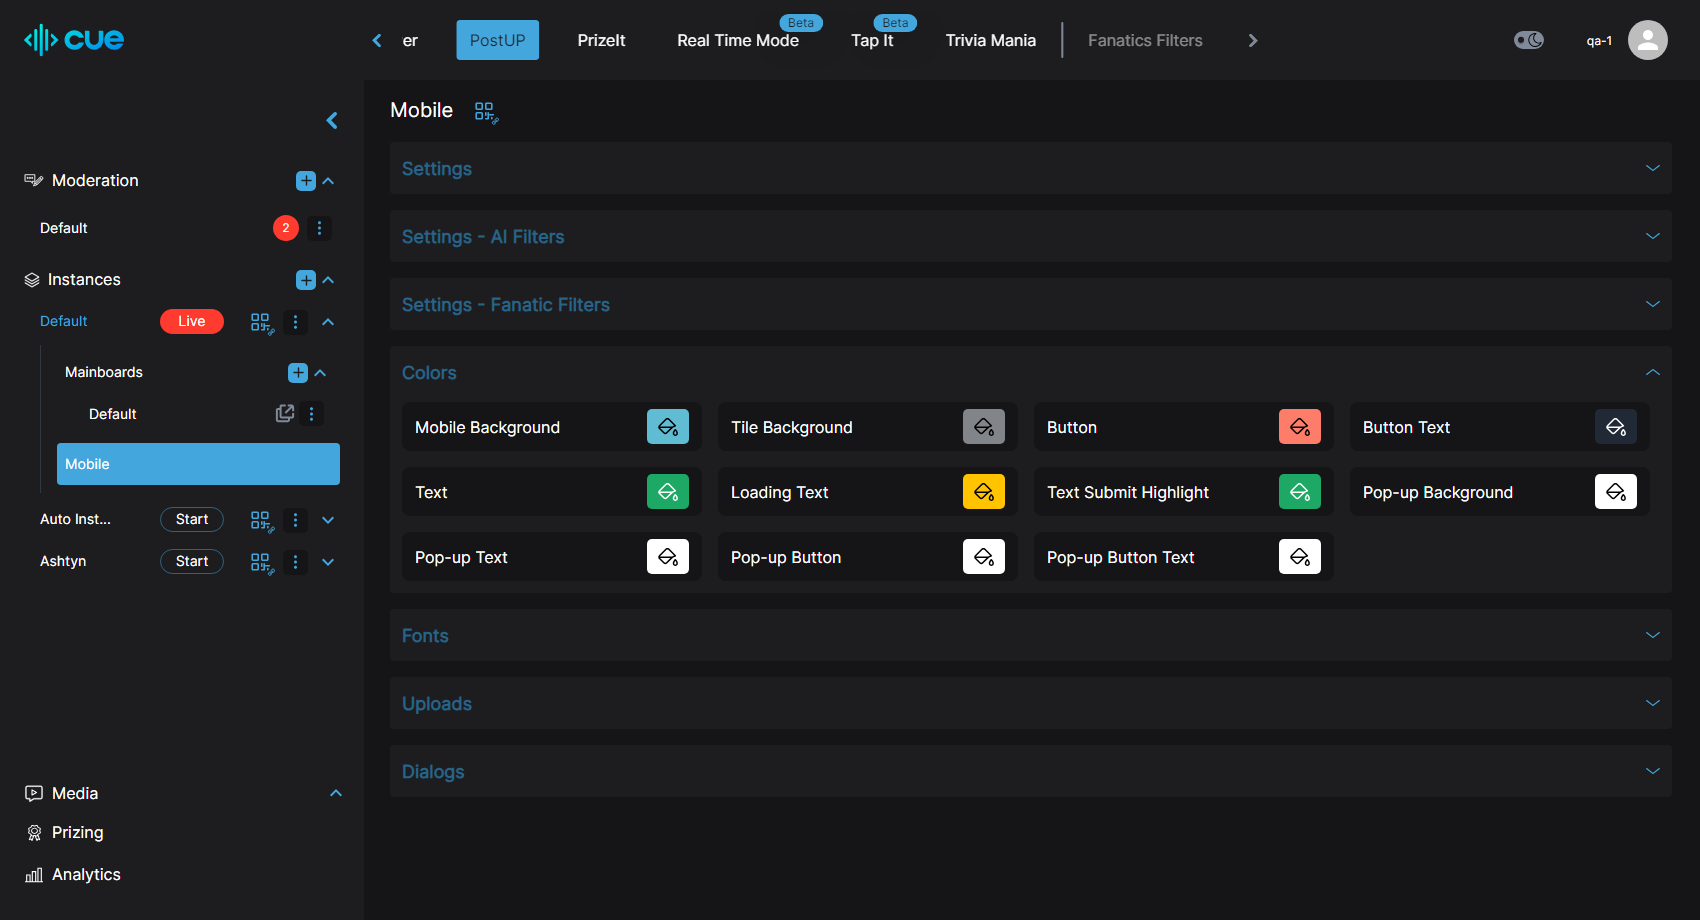 cue
er
PostUP
PrizeIt
Real Time Mode
Beta
Tap It
Beta
Trivia Mania
Fanatics Filters
qa-1
Moderation
Default
2
Instances
Default
Live
Mainboards
Default
Mobile
Auto Inst...
Start
Ashtyn
Start
Media
Prizing
Analytics
Mobile
Settings
Settings - AI Filters
Settings - Fanatic Filters
Colors
Mobile Background
Tile Background
Button
Button Text
Text
Loading Text
Text Submit Highlight
Pop-up Background
Pop-up Text
Pop-up Button
Pop-up Button Text
Fonts
Uploads
Dialogs